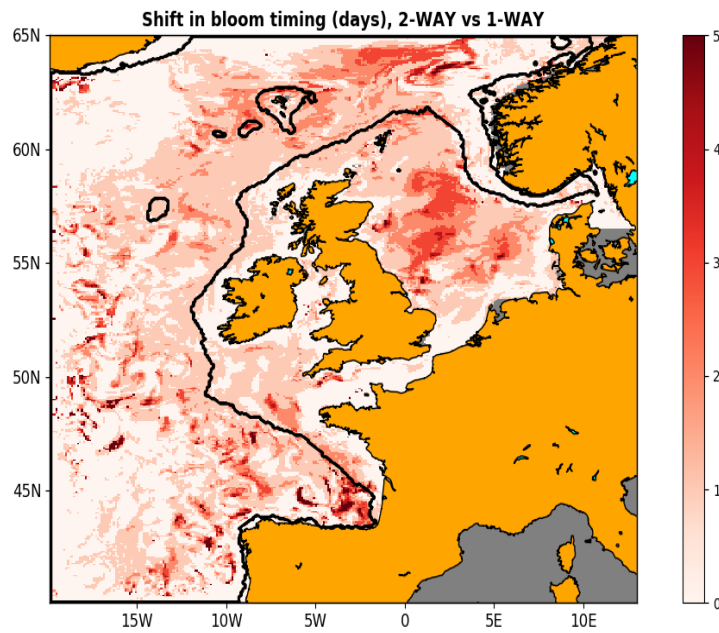 Shift in bloom timing (days), 2-WAY vs 1-WAY
65N
60N
55N
50N
45N
15W 10W 5W 0 5E 10E
5
4
3
2
1
0